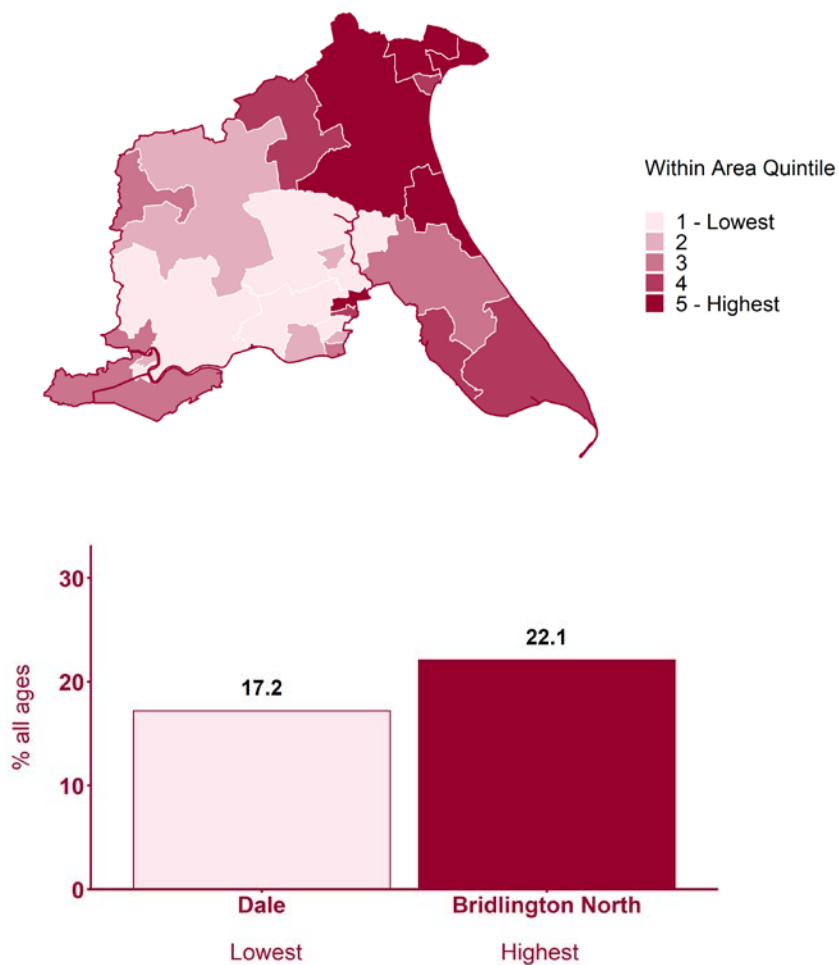 Within Area Quintile
1 - Lowest
2
3
4
5 - Highest
% all ages
30
20
10
0
17.2
22.1
Dale
Bridlington North
Lowest
Highest